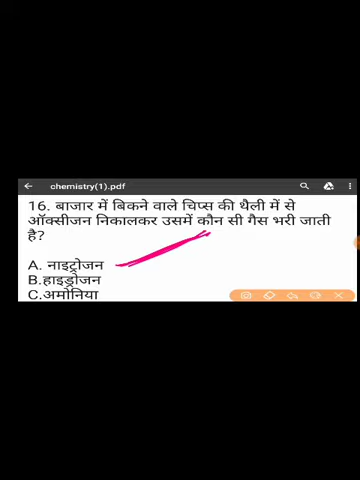 chemistry(1).pdf
16. बाजार में बिकने वाले चिप्स की थैली में से
ऑक्सीजन निकालकर उसमें कौन सी गैस भरी जाती
है?
A. नाइट्रोजन
B.हाइड्रोजन
C.अमोनिया